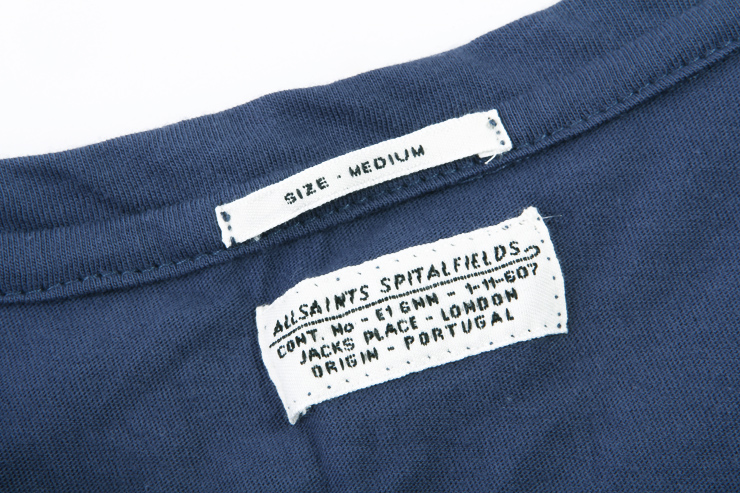 SIZE - MEDIUM
ALLSAINTS SPITALFIELDS
CONT. No - E1 6NN - 1-11-607
JACKS PLACE - LONDON
ORIGIN - PORTUGAL